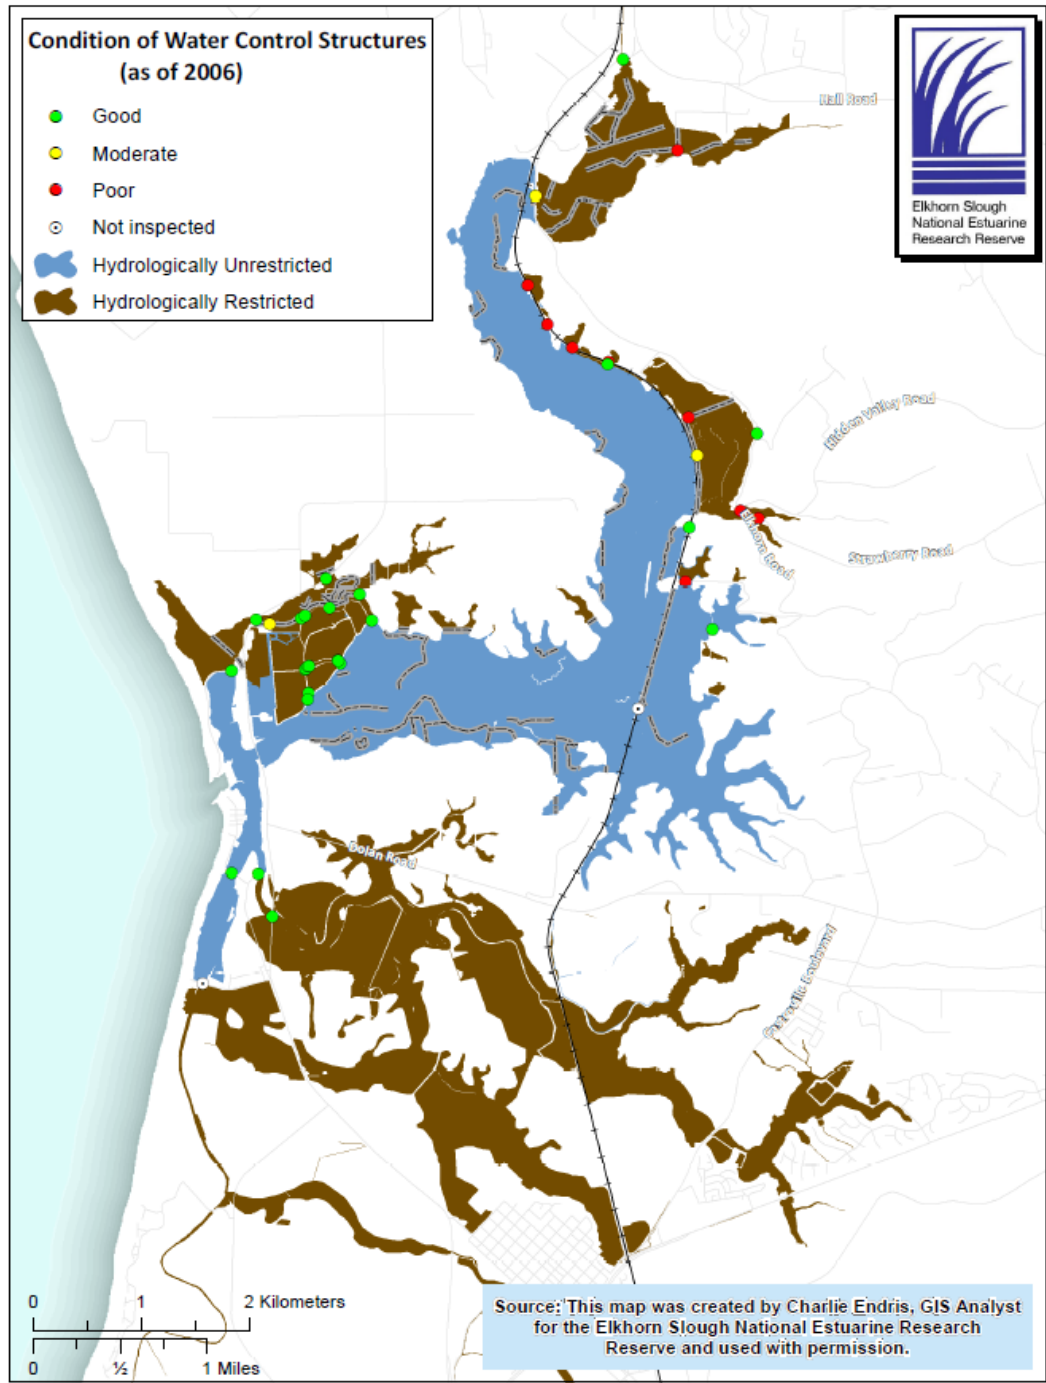 Condition of Water Control Structures
(as of 2006)
Good
Moderate
Poor
Not inspected
Hydrologically Unrestricted
Hydrologically Restricted
Elkhorn Slough
National Estuarine
Research Reserve
Hall Road
Hidden Valley Road
Elkhorn Road
Strawberry Road
Dolan Road
Castroville Boulevard
0 1 2 Kilometers
0 ½ 1 Miles
Source: This map was created by Charlie Endris, GIS Analyst
for the Elkhorn Slough National Estuarine Research
Reserve and used with permission.